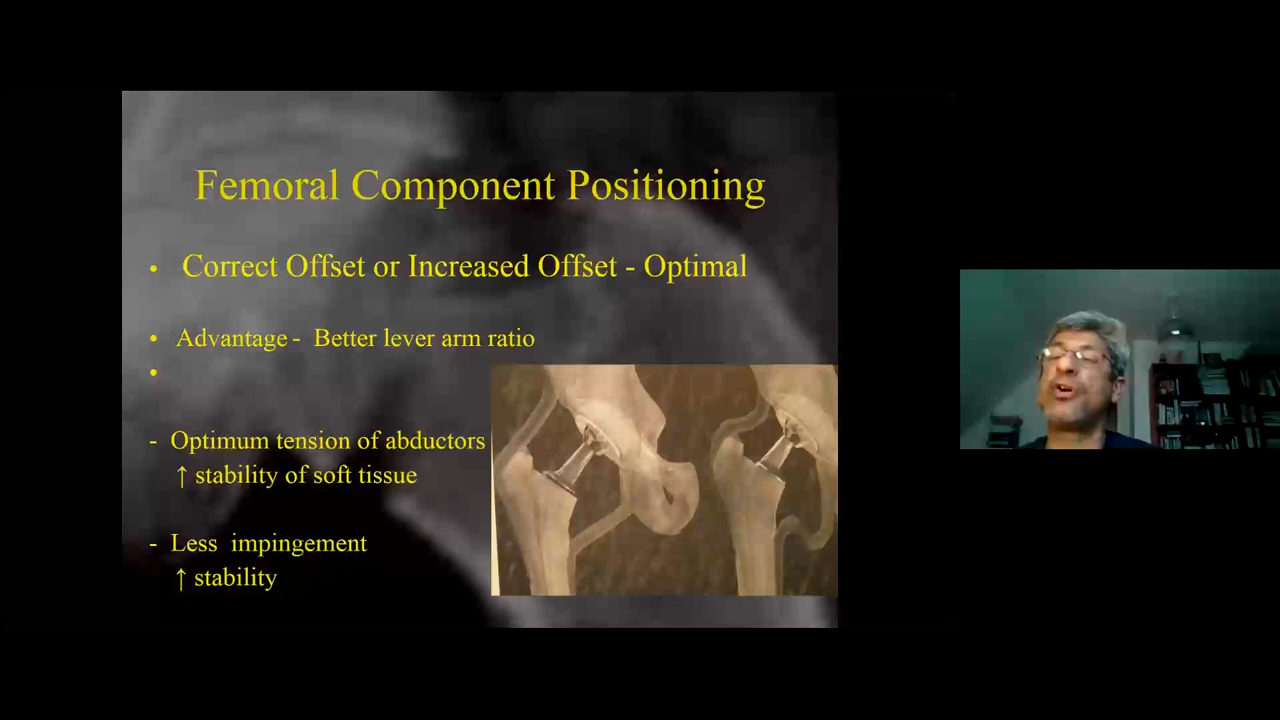 Femoral Component Positioning
• Correct Offset or Increased Offset - Optimal
• Advantage - Better lever arm ratio
•
- Optimum tension of abductors
↑ stability of soft tissue
- Less impingement
↑ stability